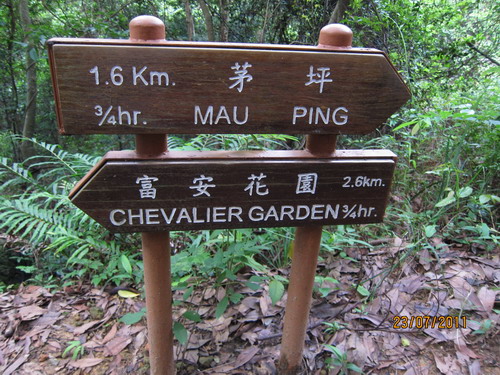 1.6 Km. 茅坪
¾hr. MAU PING
富安花園 2.6km.
CHEVALIER GARDEN ¾hr.
23/07/2011